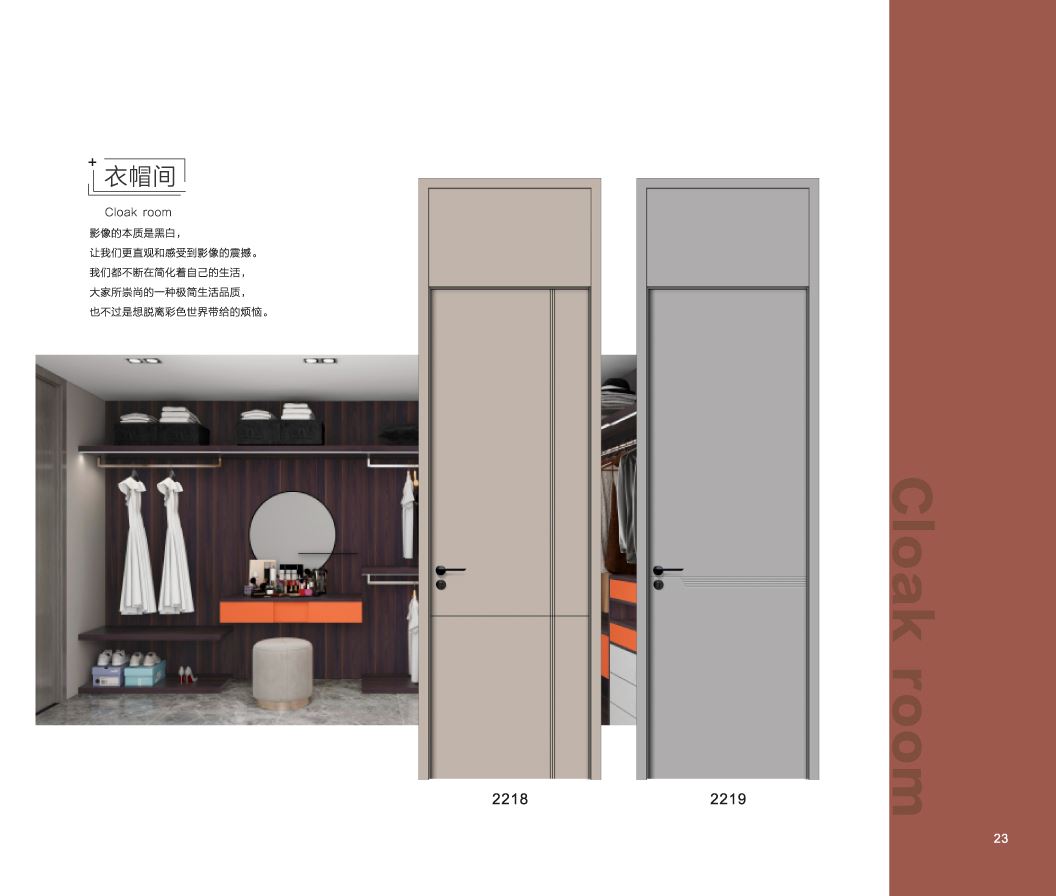 衣帽间
Cloak room
影像的本质是黑白,
让我们更直观和感受到影像的震撼。
我们都不断在简化着自己的生活,
大家所崇尚的一种极简生活品质,
也不过是想脱离彩色世界带给的烦恼。
2218
2219
Cloak room
23